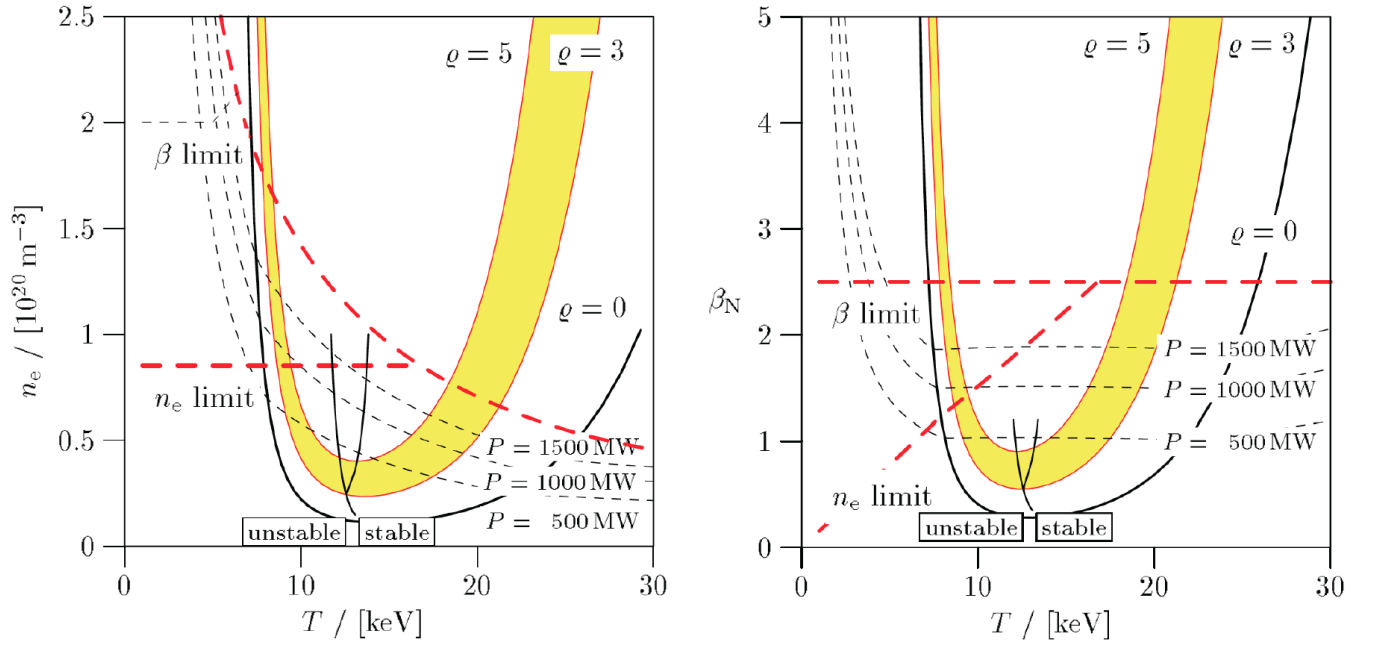 2.5
2
1.5
1
0.5
0
n_e / [10^20 m^−3]
β limit
n_e limit
ϱ = 5
ϱ = 3
ϱ = 0
P = 1500 MW
P = 1000 MW
P = 500 MW
unstable
stable
0
10
20
30
T / [keV]
5
4
3
2
1
0
β_N
β limit
n_e limit
ϱ = 5
ϱ = 3
ϱ = 0
P = 1500 MW
P = 1000 MW
P = 500 MW
unstable
stable
0
10
20
30
T / [keV]